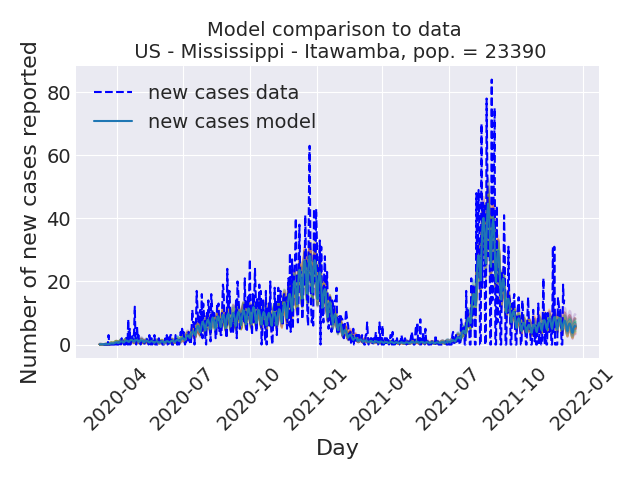 Model comparison to data
US - Mississippi - Itawamba, pop. = 23390
Number of new cases reported
80
60
40
20
0
new cases data
new cases model
2020-04
2020-07
2020-10
2021-01
2021-04
2021-07
2021-10
2022-01
Day